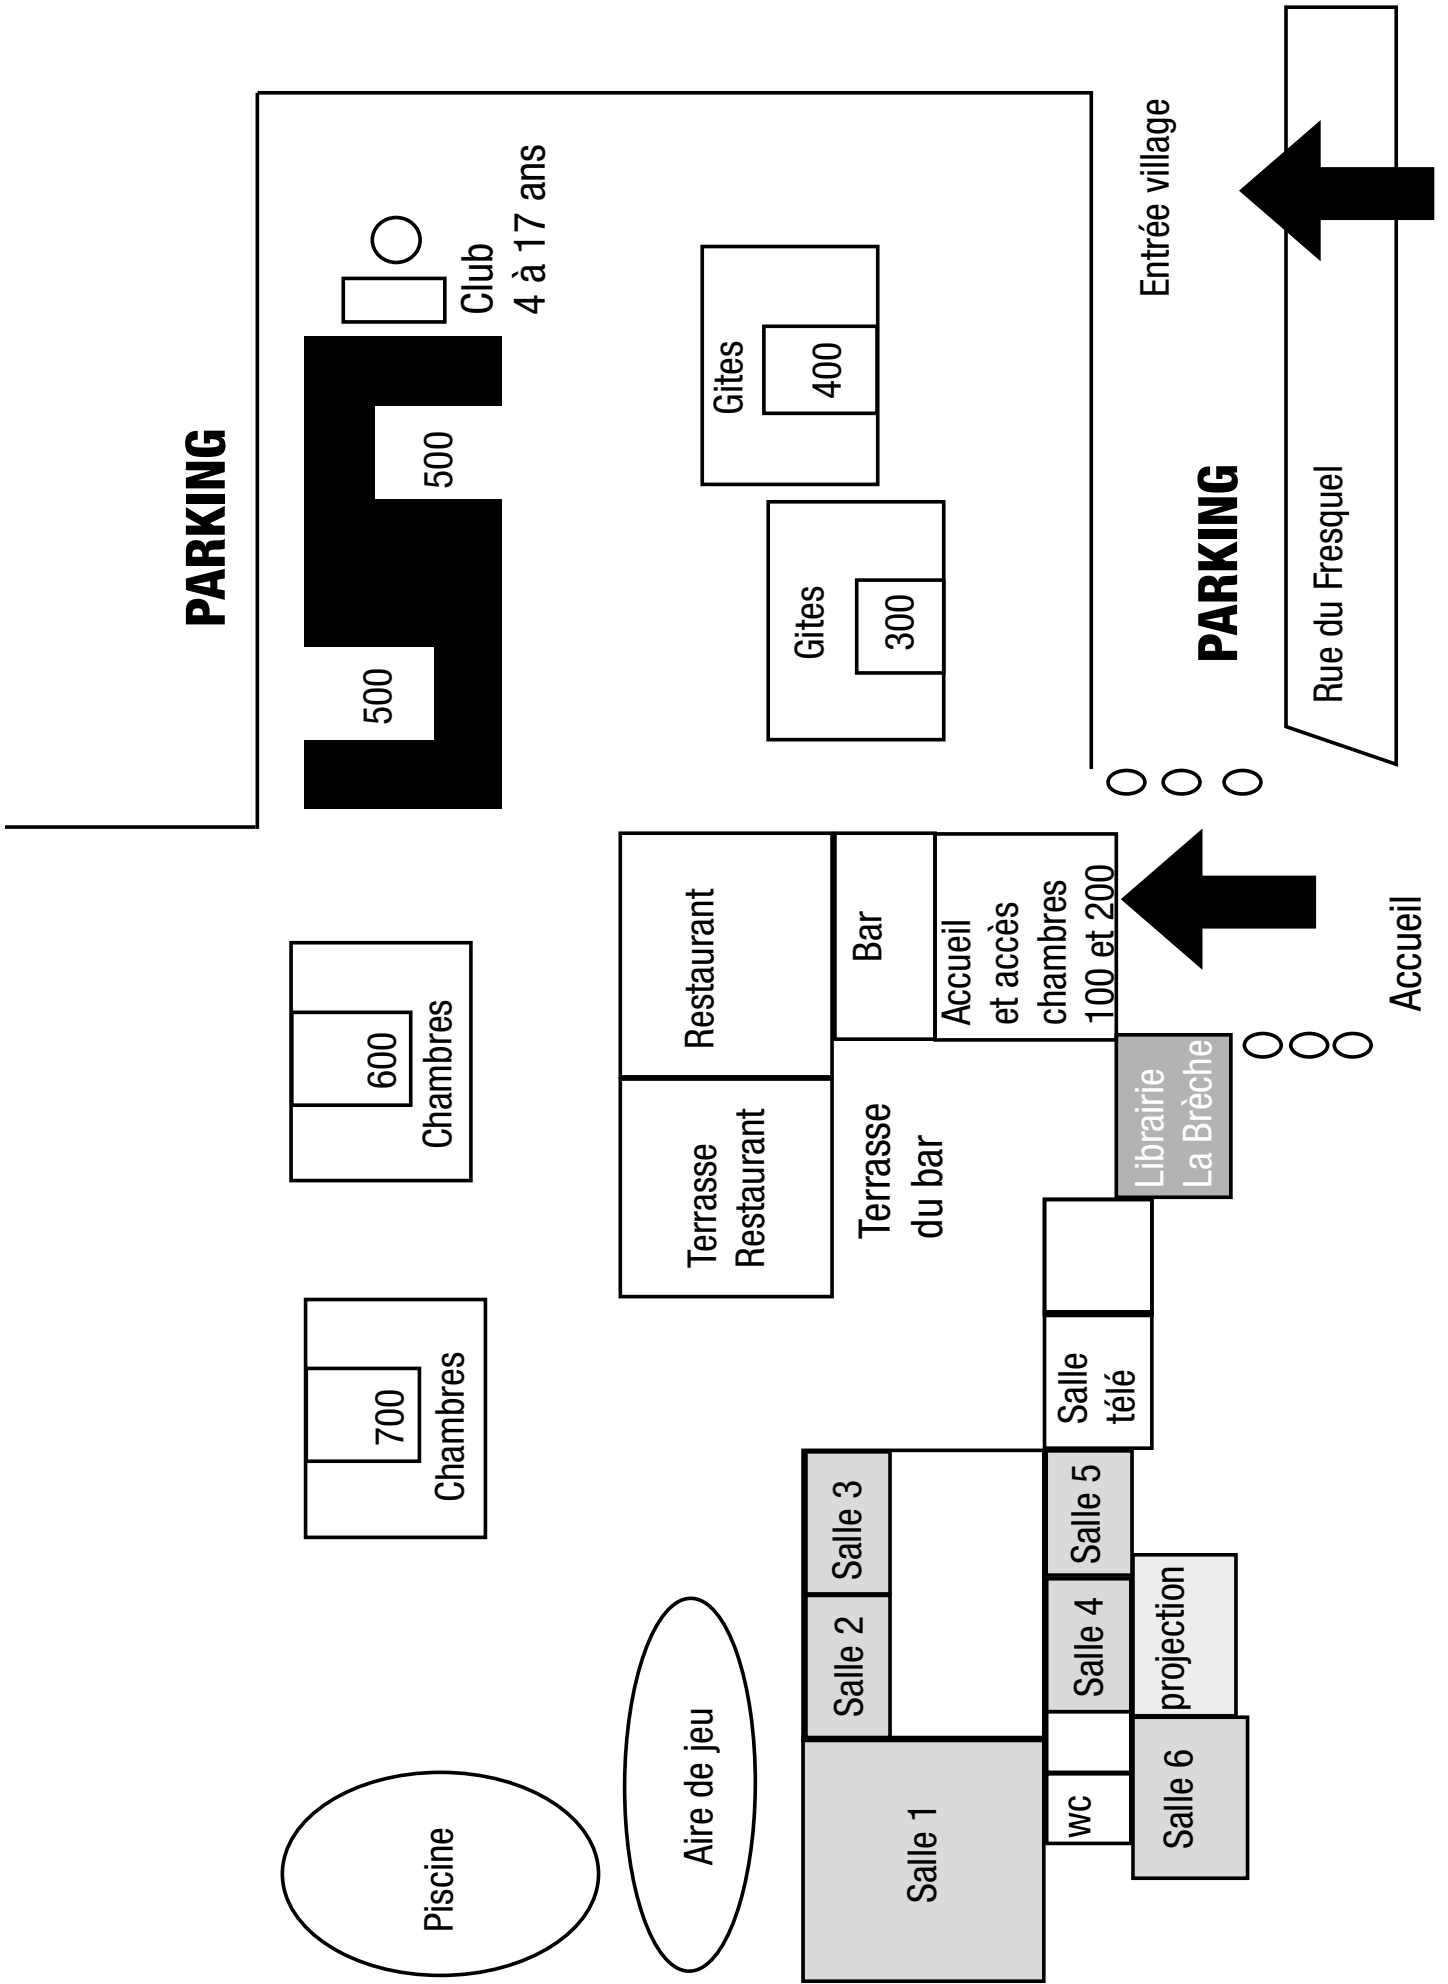 PARKING
Club
4 à 17 ans
500
500
Gites
400
Gites
300
Entrée village
PARKING
Rue du Fresquel
600
Chambres
700
Chambres
Restaurant
Bar
Accueil
et accès
chambres
100 et 200
Accueil
Terrasse
Restaurant
Terrasse
du bar
Librairie
La Brèche
Salle
télé
Salle 3
Salle 2
Salle 5
Salle 4
projection
Piscine
Aire de jeu
Salle 1
wc
Salle 6